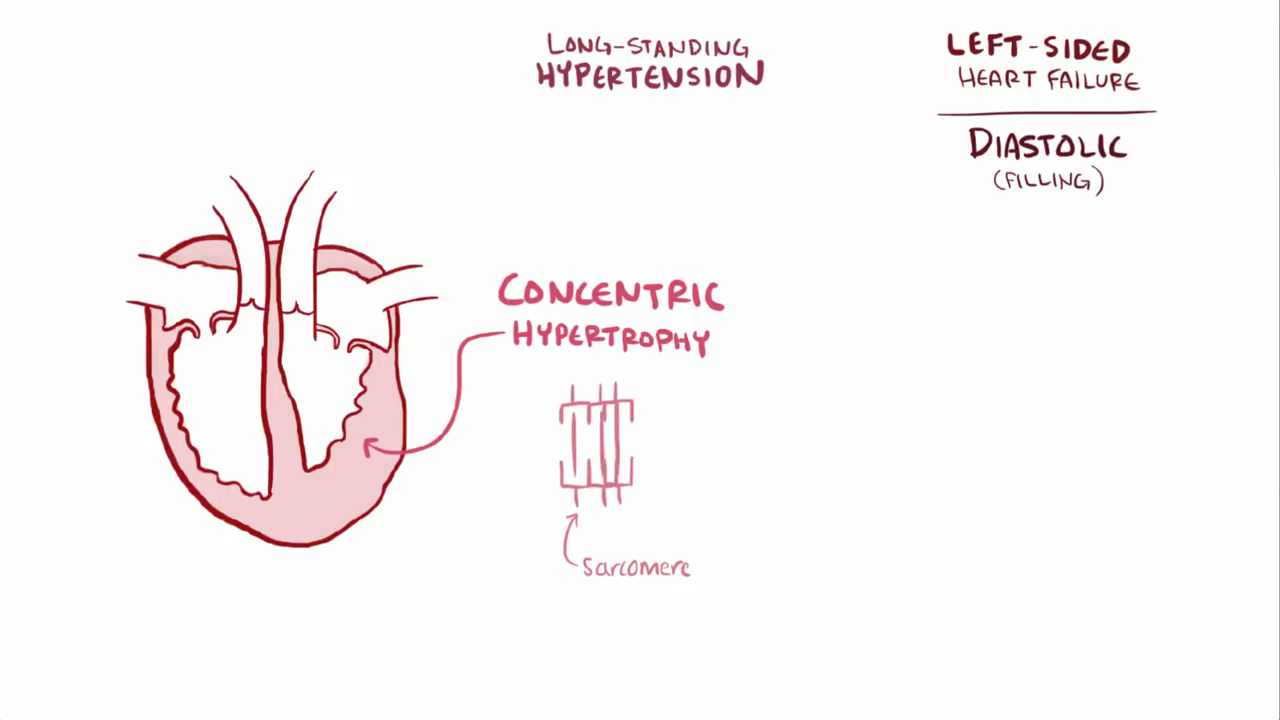 LONG-STANDING
HYPERTENSION
LEFT-SIDED
HEART FAILURE
DIASTOLIC
(FILLING)
CONCENTRIC
HYPERTROPHY
Sarcomere